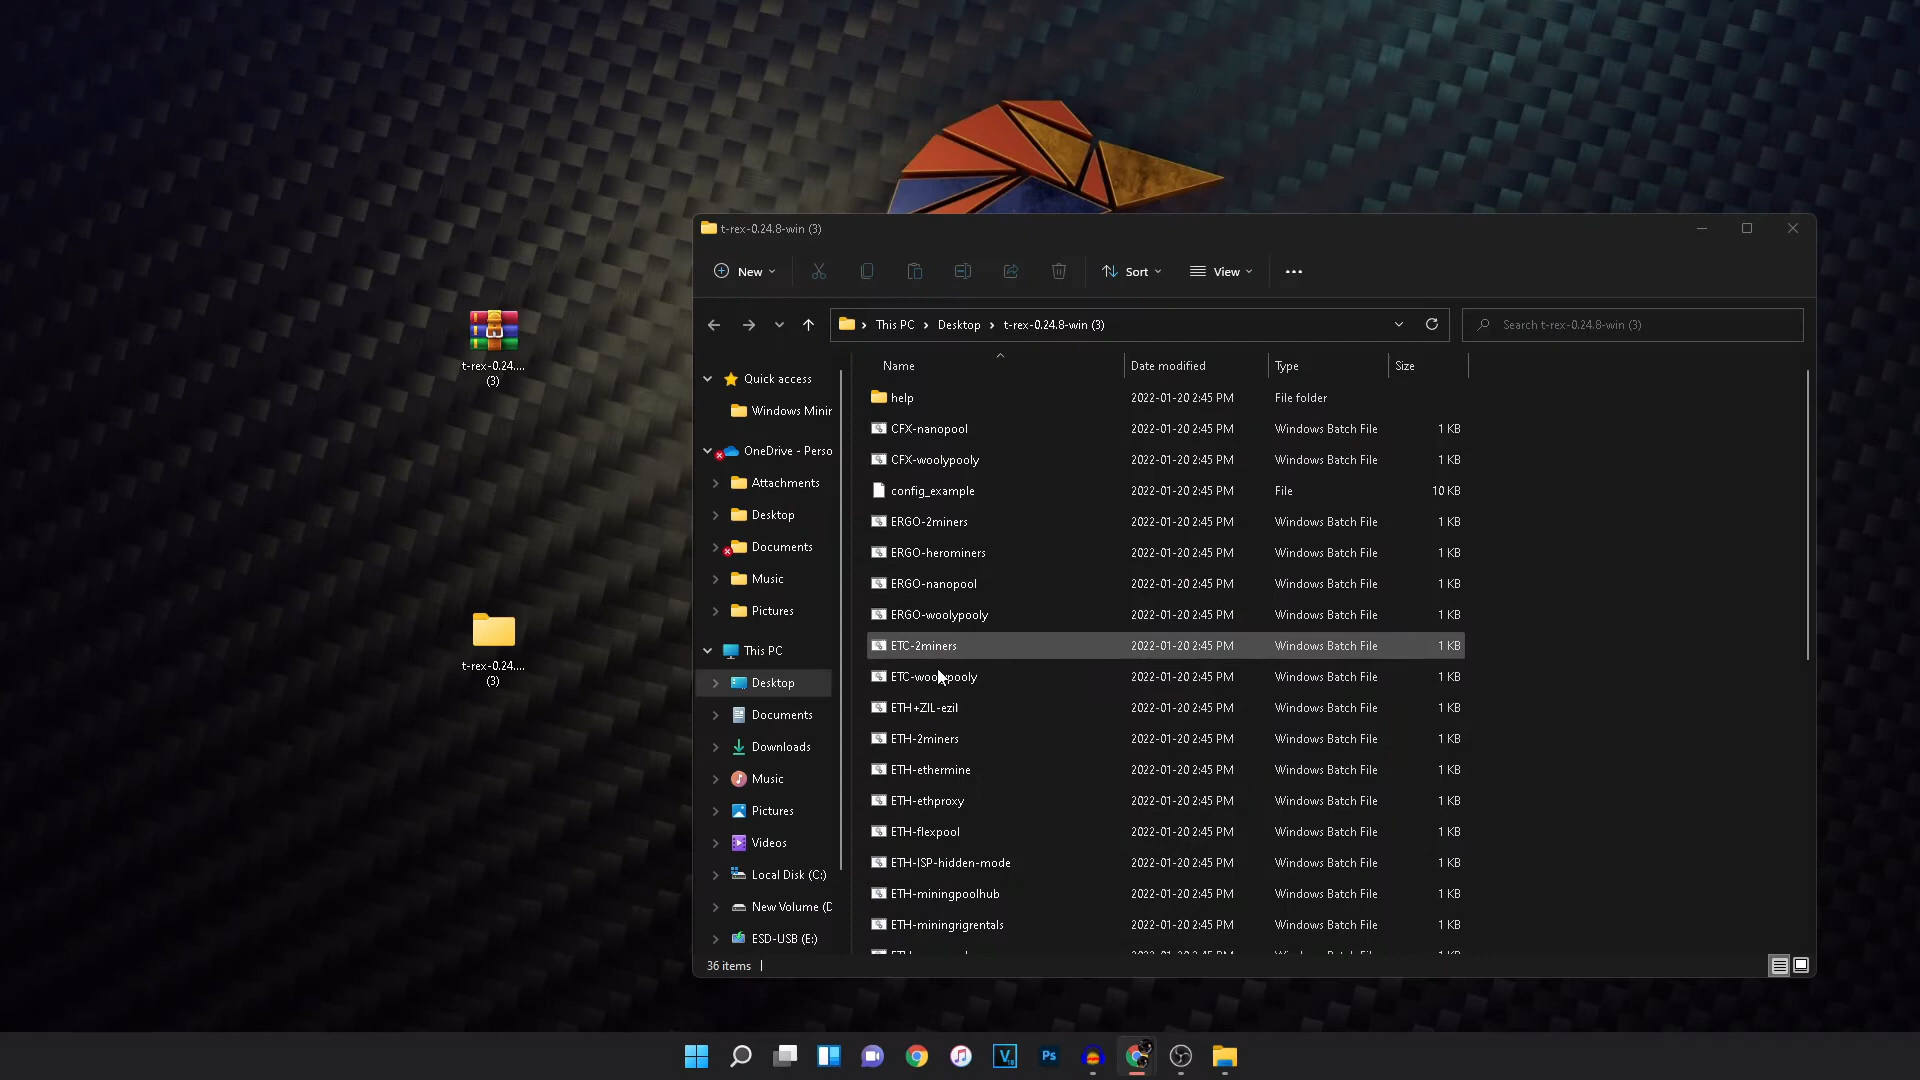 t-rex-0.24....
(3)
t-rex-0.24....
(3)
t-rex-0.24.8-win (3)
New
Sort
View
This PC
Desktop
t-rex-0.24.8-win (3)
Search t-rex-0.24.8-win (3)
Quick access
Windows Minir
OneDrive - Perso
Attachments
Desktop
Documents
Music
Pictures
This PC
Desktop
Documents
Downloads
Music
Pictures
Videos
Local Disk (C:)
New Volume (D
ESD-USB (E:)
Name Date modified Type Size
help 2022-01-20 2:45 PM File folder
CFX-nanopool 2022-01-20 2:45 PM Windows Batch File 1 KB
CFX-woolypooly 2022-01-20 2:45 PM Windows Batch File 1 KB
config_example 2022-01-20 2:45 PM File 10 KB
ERGO-2miners 2022-01-20 2:45 PM Windows Batch File 1 KB
ERGO-herominers 2022-01-20 2:45 PM Windows Batch File 1 KB
ERGO-nanopool 2022-01-20 2:45 PM Windows Batch File 1 KB
ERGO-woolypooly 2022-01-20 2:45 PM Windows Batch File 1 KB
ETC-2miners 2022-01-20 2:45 PM Windows Batch File 1 KB
ETC-woolypooly 2022-01-20 2:45 PM Windows Batch File 1 KB
ETH+ZIL-ezil 2022-01-20 2:45 PM Windows Batch File 1 KB
ETH-2miners 2022-01-20 2:45 PM Windows Batch File 1 KB
ETH-ethermine 2022-01-20 2:45 PM Windows Batch File 1 KB
ETH-ethproxy 2022-01-20 2:45 PM Windows Batch File 1 KB
ETH-flexpool 2022-01-20 2:45 PM Windows Batch File 1 KB
ETH-ISP-hidden-mode 2022-01-20 2:45 PM Windows Batch File 1 KB
ETH-miningpoolhub 2022-01-20 2:45 PM Windows Batch File 1 KB
ETH-miningrigrentals 2022-01-20 2:45 PM Windows Batch File 1 KB
36 items
Ps